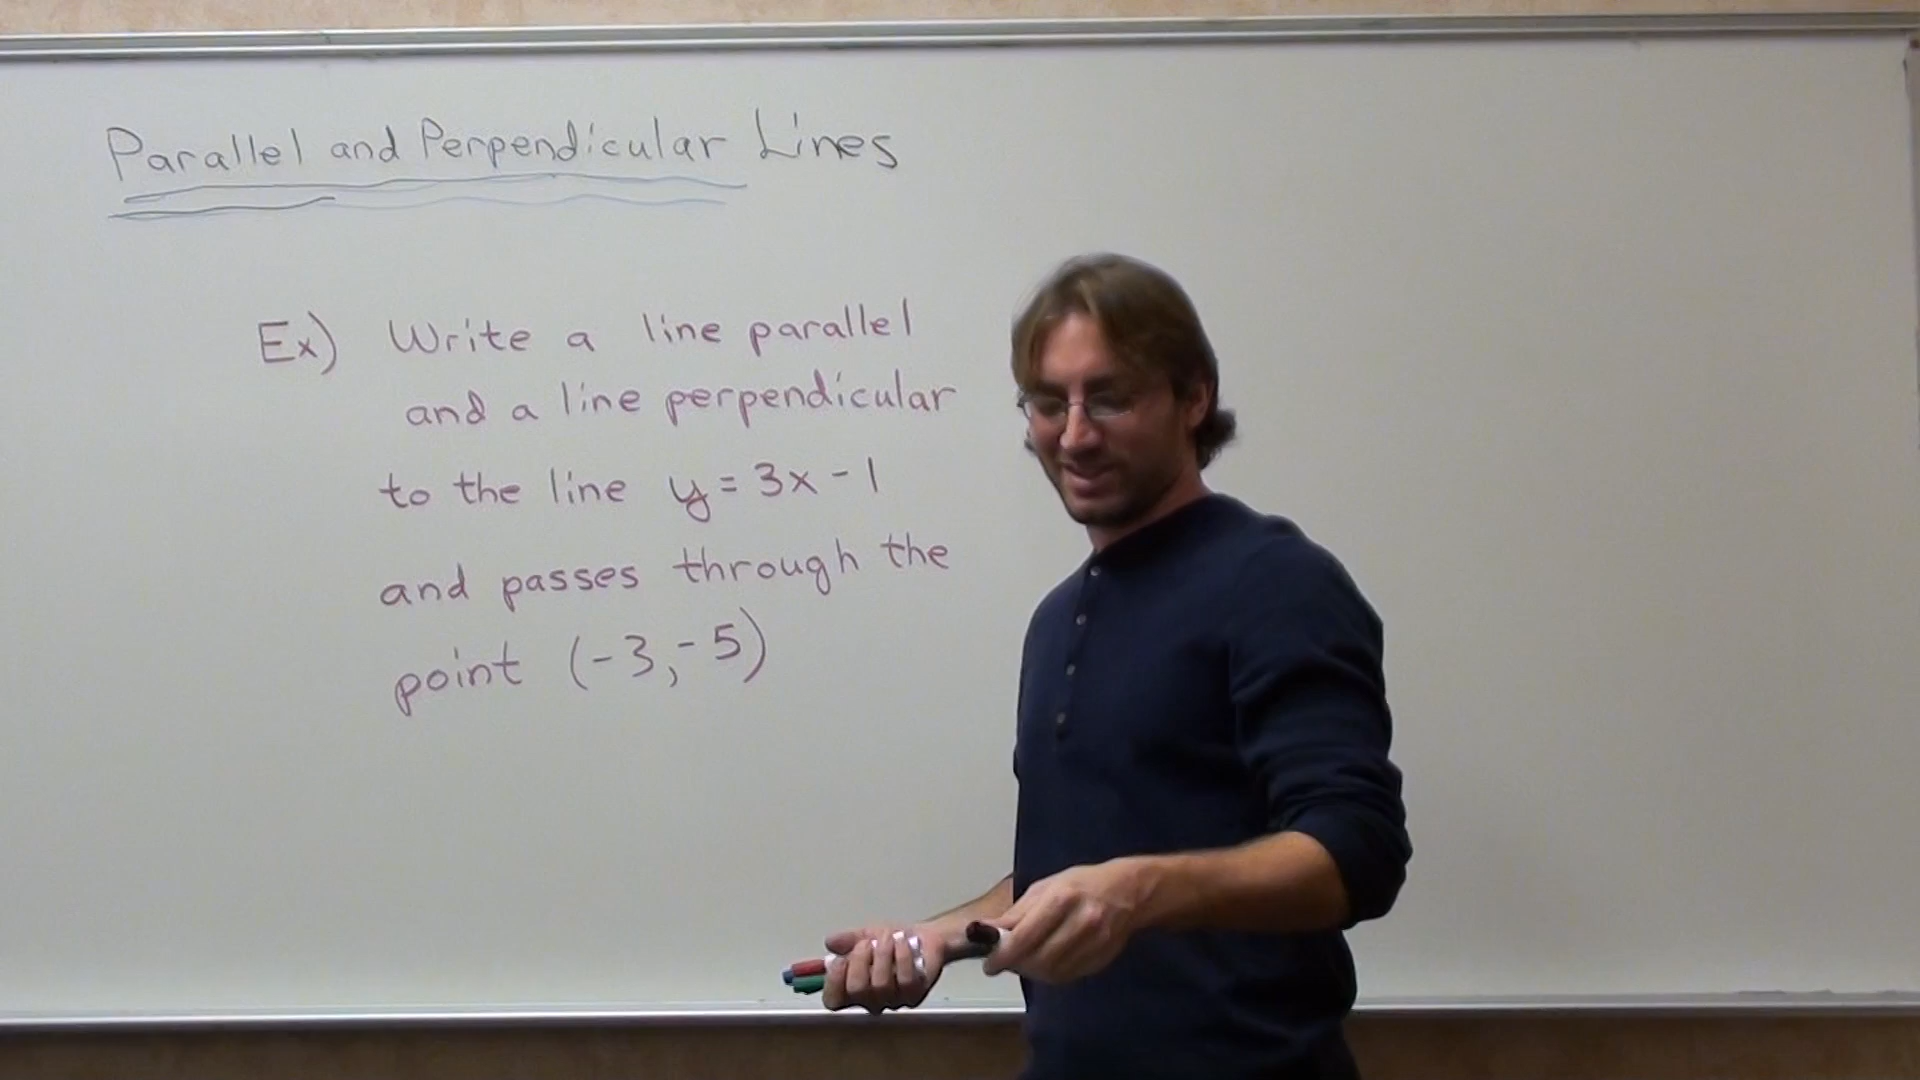 Parallel and Perpendicular Lines
Ex) Write a line parallel
and a line perpendicular
to the line y = 3x - 1
and passes through the
point (-3,-5)